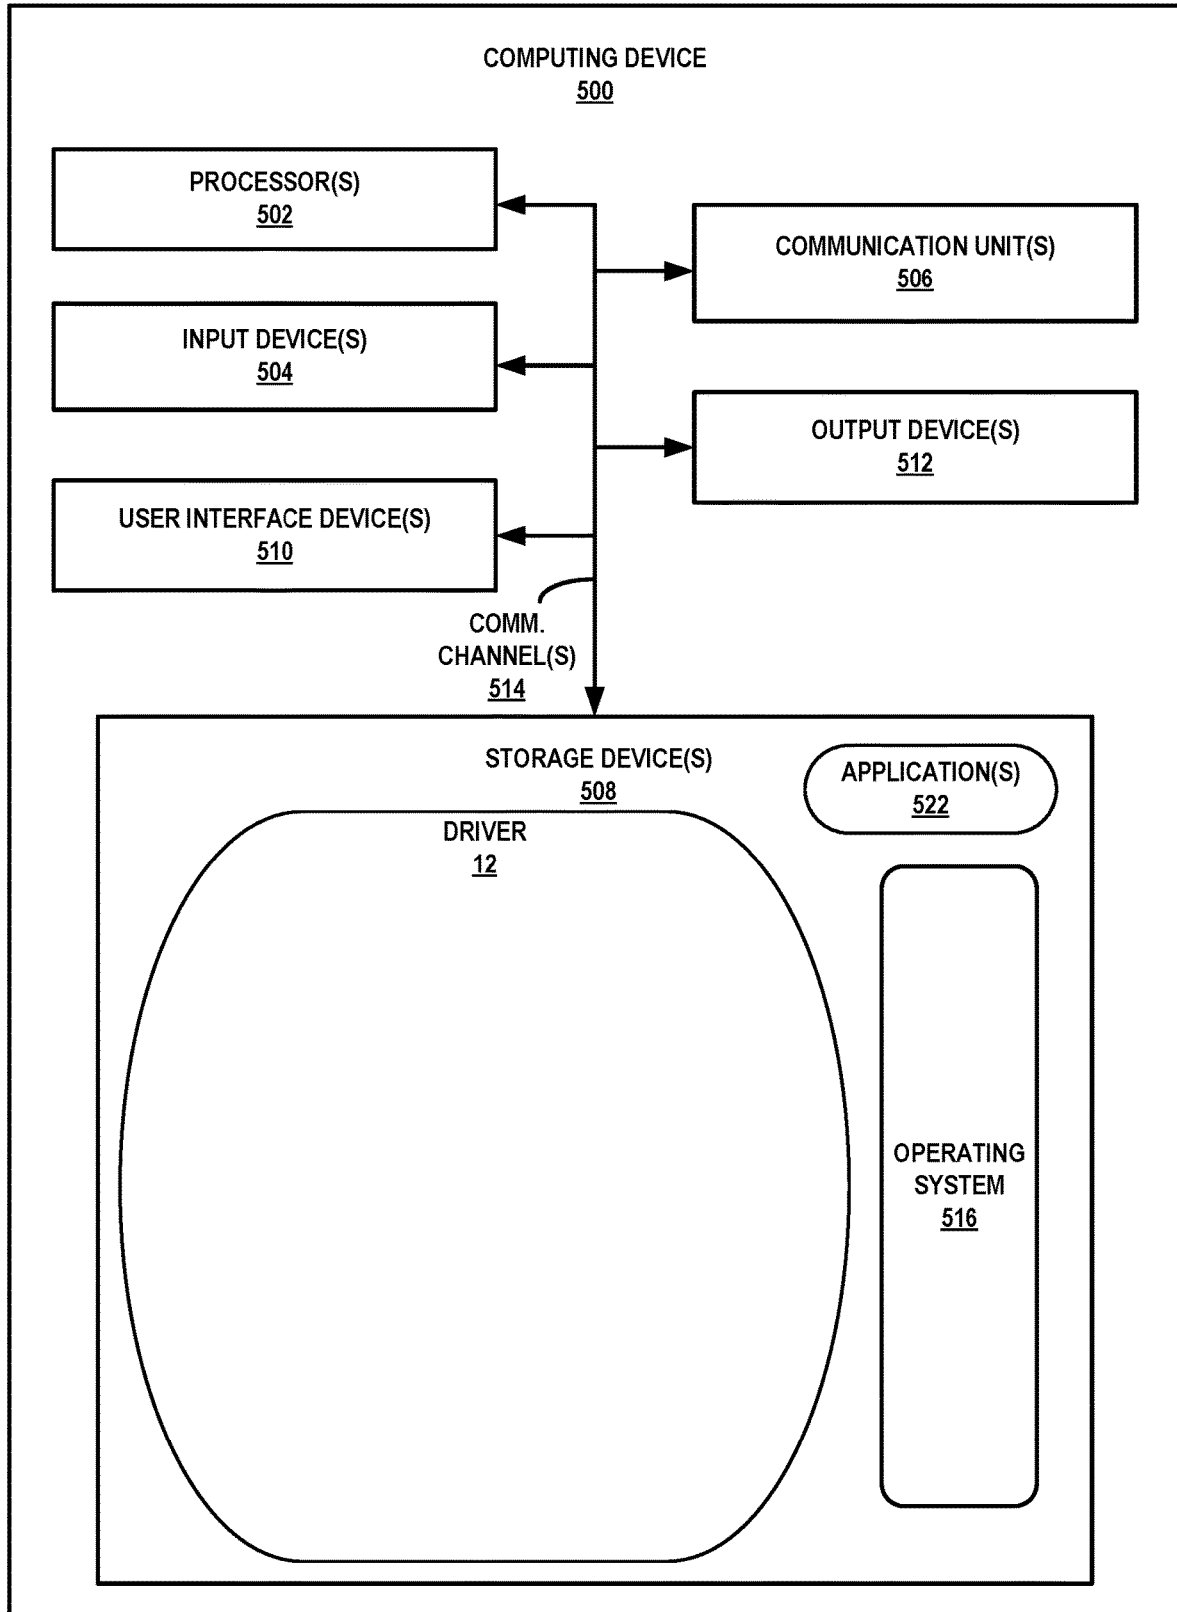 COMPUTING DEVICE
500
PROCESSOR(S)
502
COMMUNICATION UNIT(S)
506
INPUT DEVICE(S)
504
OUTPUT DEVICE(S)
512
USER INTERFACE DEVICE(S)
510
COMM.
CHANNEL(S)
514
STORAGE DEVICE(S)
508
APPLICATION(S)
522
DRIVER
12
OPERATING
SYSTEM
516